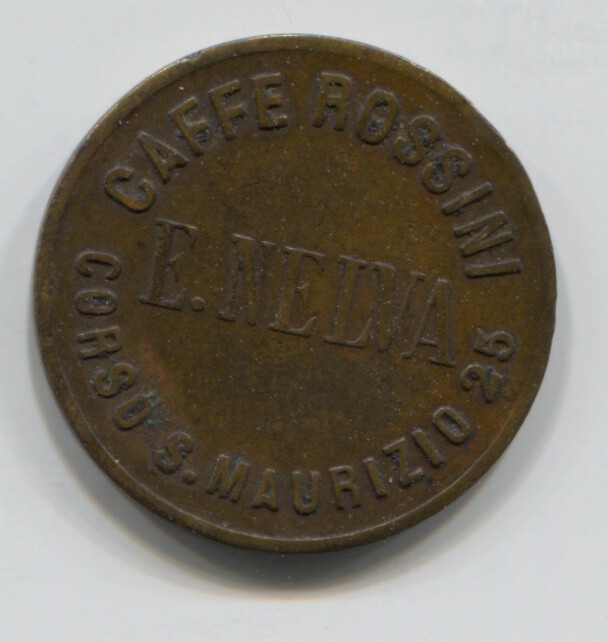 CAFFE ROSSINI
E. NELVA
CORSO S. MAURIZIO 25